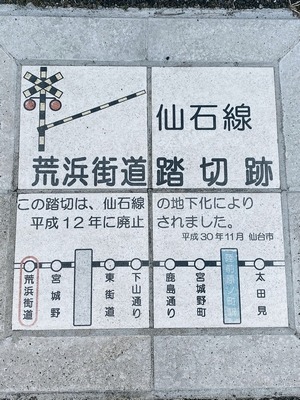 仙石線
荒浜街道踏切跡
この踏切は、仙石線の地下化により
平成12年に廃止されました。
平成30年11月 仙台市
荒浜街道
宮城野
東街道
下山通り
鹿島通り
宮城野町
太田見